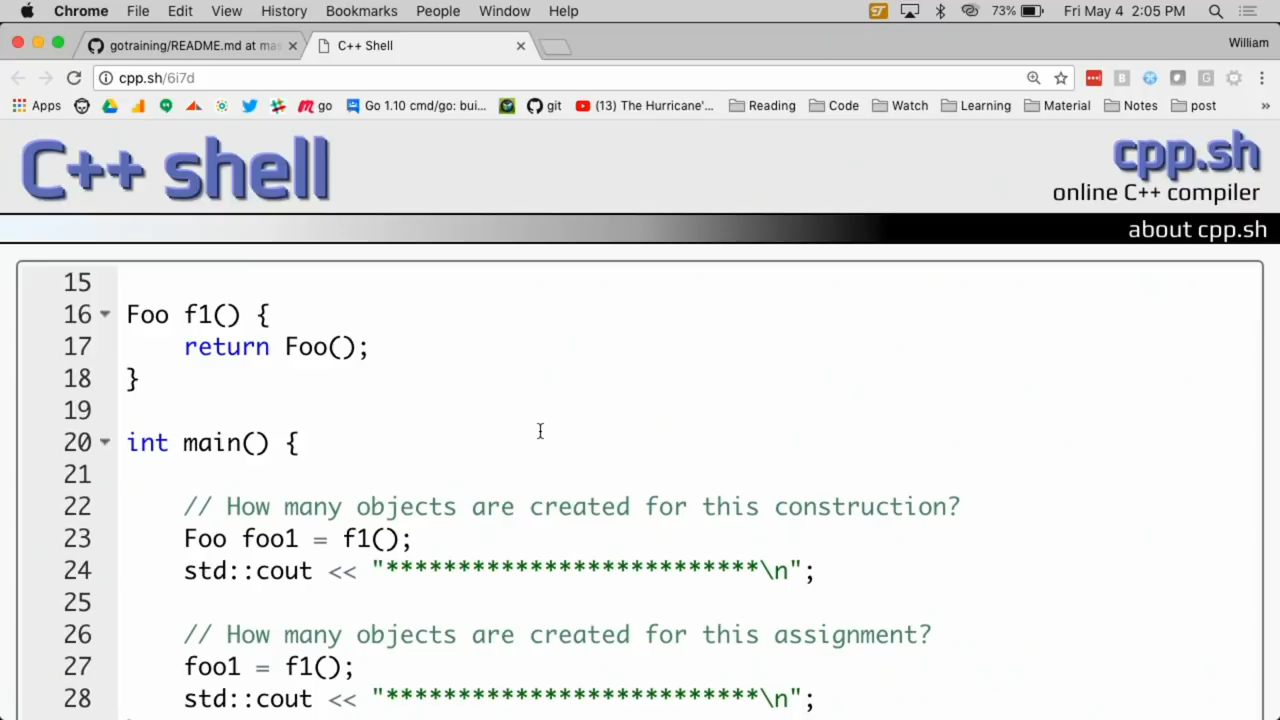 Chrome File Edit View History Bookmarks People Window Help 73% Fri May 4 2:05 PM
gotraining/README.md at mas C++ Shell William
cpp.sh/6i7d
Apps go Go 1.10 cmd/go: bui... git (13) The Hurricane'... Reading Code Watch Learning Material Notes post »
C++ shell
cpp.sh
online C++ compiler
about cpp.sh
15
16 Foo f1() {
17 return Foo();
18 }
19
20 int main() {
21
22 // How many objects are created for this construction?
23 Foo foo1 = f1();
24 std::cout << "**************************\n";
25
26 // How many objects are created for this assignment?
27 foo1 = f1();
28 std::cout << "**************************\n";